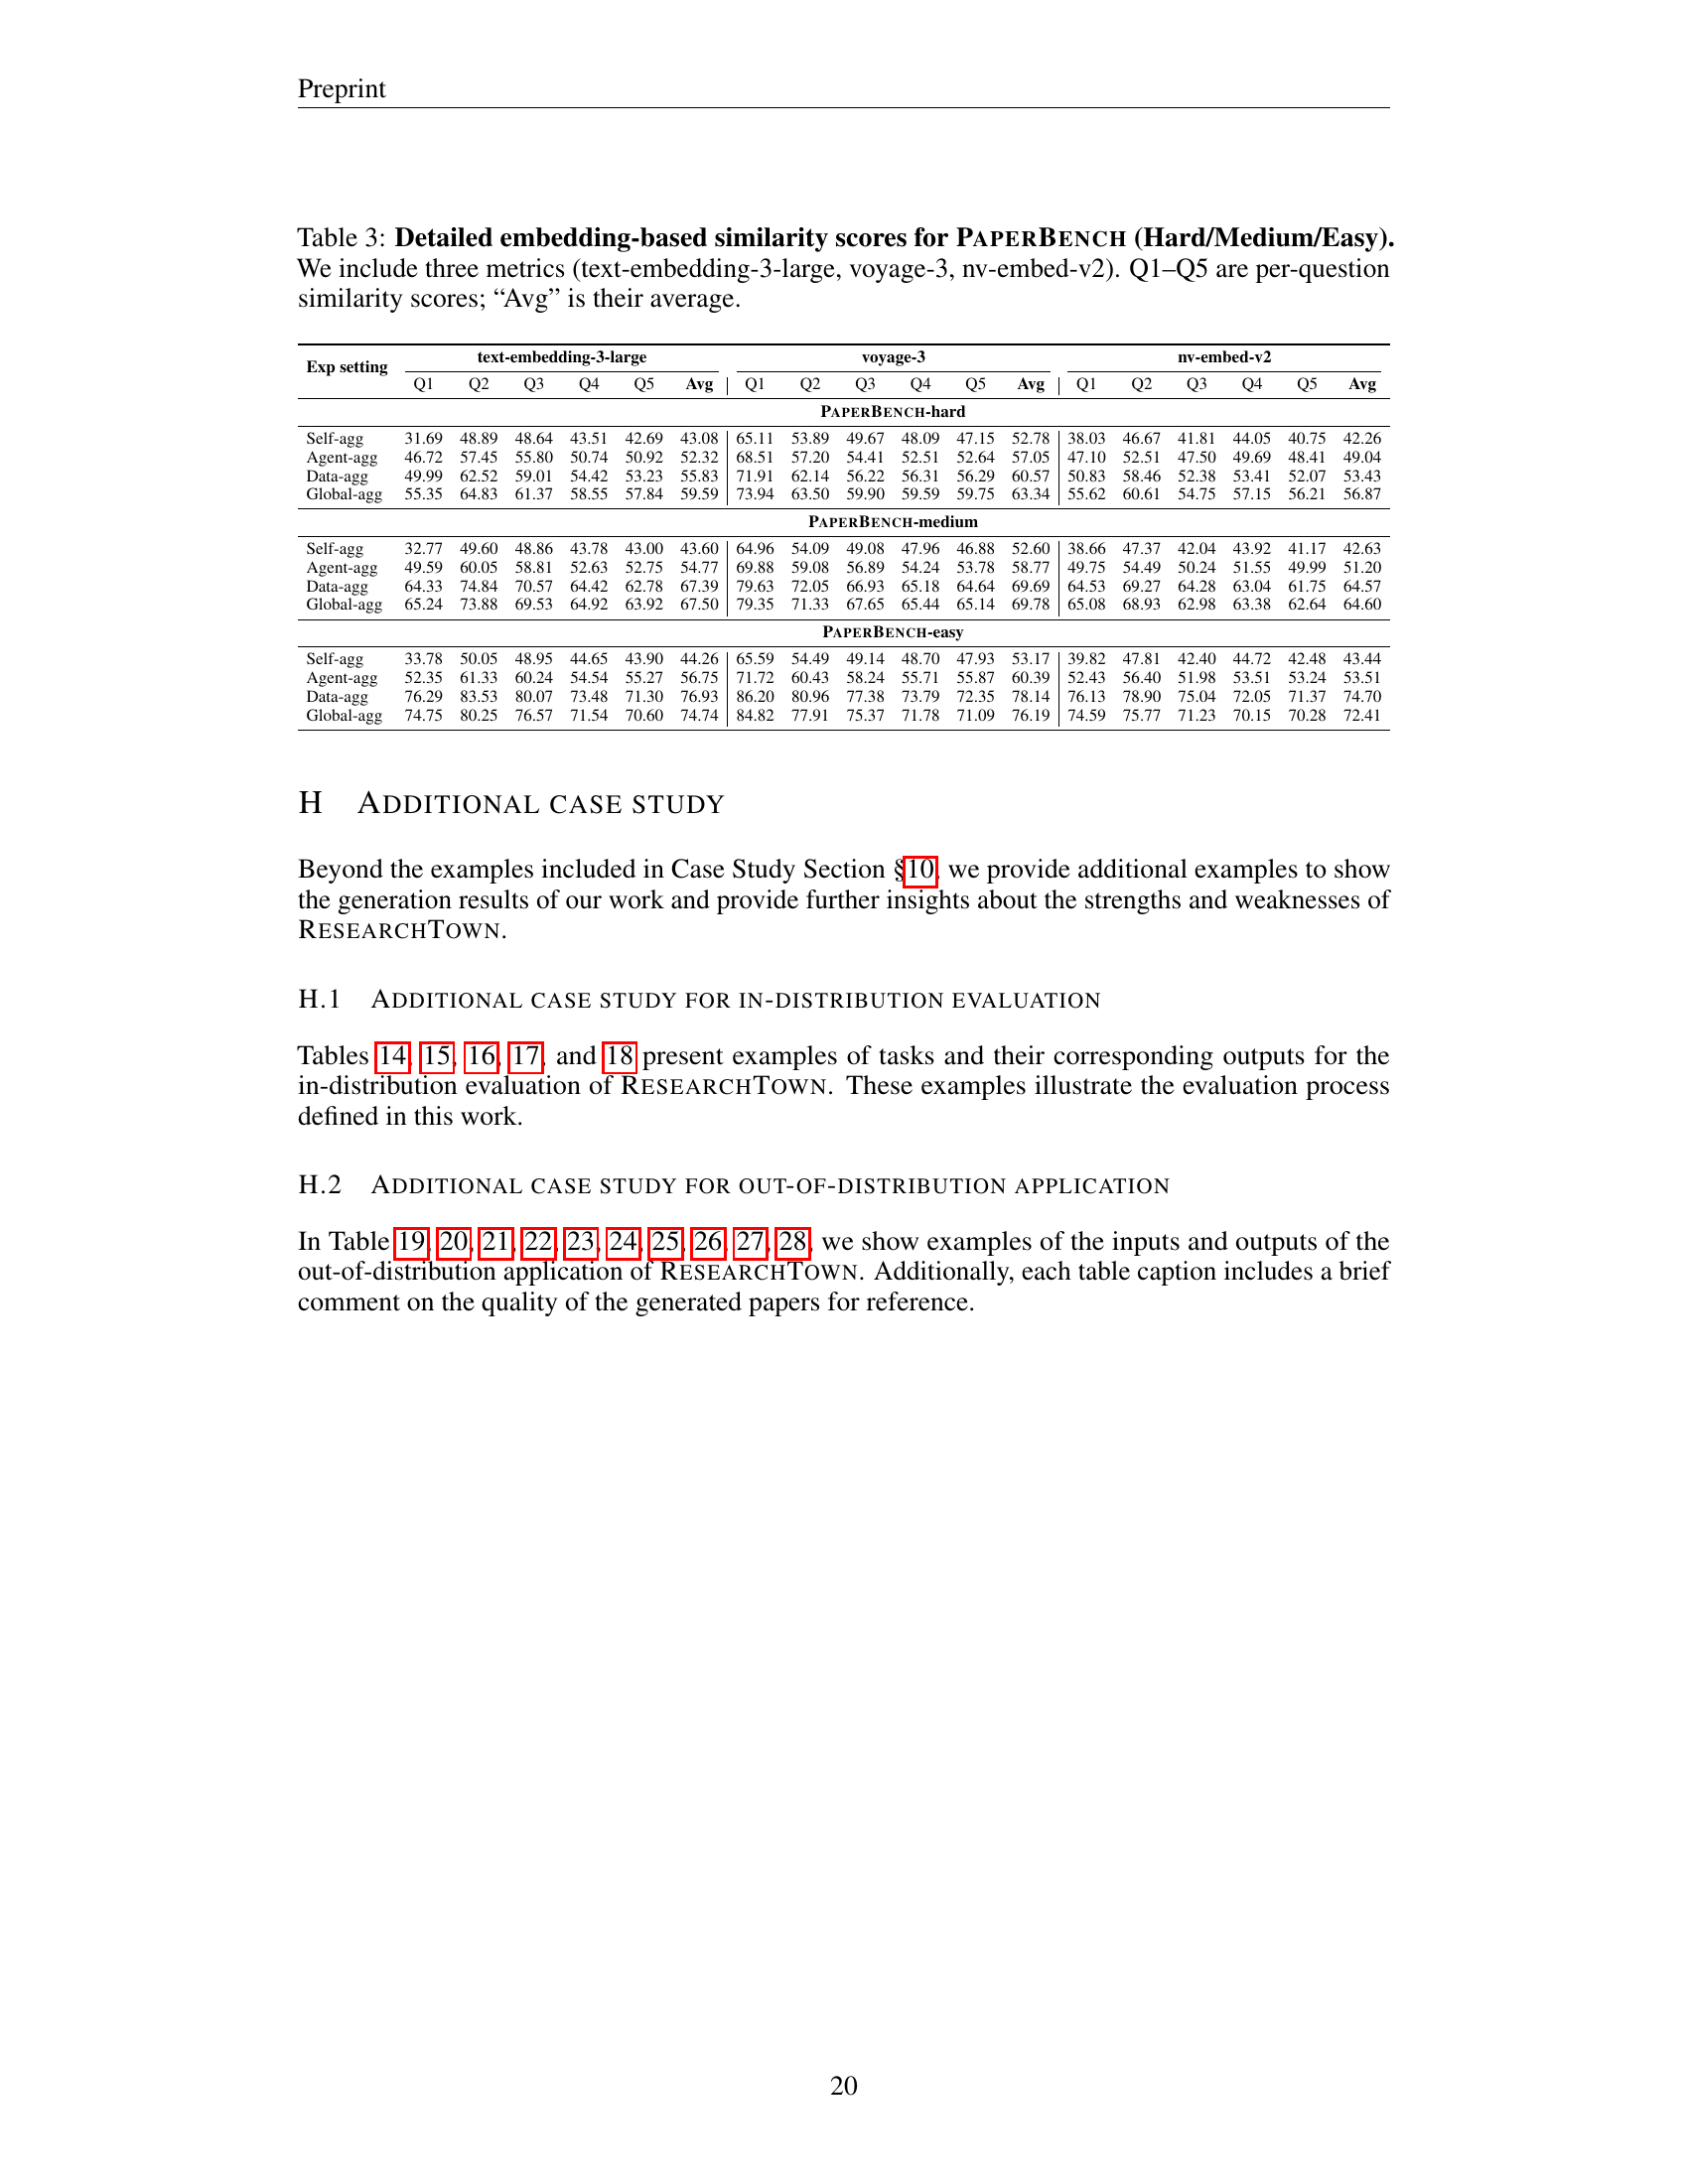 Preprint
Table 3: Detailed embedding-based similarity scores for PAPERBENCH (Hard/Medium/Easy).
We include three metrics (text-embedding-3-large, voyage-3, nv-embed-v2). Q1–Q5 are per-question
similarity scores; “Avg” is their average.
Exp setting text-embedding-3-large voyage-3 nv-embed-v2
Q1 Q2 Q3 Q4 Q5 Avg Q1 Q2 Q3 Q4 Q5 Avg Q1 Q2 Q3 Q4 Q5 Avg
PAPERBENCH-hard
Self-agg 31.69 48.89 48.64 43.51 42.69 43.08 65.11 53.89 49.67 48.09 47.15 52.78 38.03 46.67 41.81 44.05 40.75 42.26
Agent-agg 46.72 57.45 55.80 50.74 50.92 52.32 68.51 57.20 54.41 52.51 52.64 57.05 47.10 52.51 47.50 49.69 48.41 49.04
Data-agg 49.99 62.52 59.01 54.42 53.23 55.83 71.91 62.14 56.22 56.31 56.29 60.57 50.83 58.46 52.38 53.41 52.07 53.43
Global-agg 55.35 64.83 61.37 58.55 57.84 59.59 73.94 63.50 59.90 59.59 59.75 63.34 55.62 60.61 54.75 57.15 56.21 56.87
PAPERBENCH-medium
Self-agg 32.77 49.60 48.86 43.78 43.00 43.60 64.96 54.09 49.08 47.96 46.88 52.60 38.66 47.37 42.04 43.92 41.17 42.63
Agent-agg 49.59 60.05 58.81 52.63 52.75 54.77 69.88 59.08 56.89 54.24 53.78 58.77 49.75 54.49 50.24 51.55 49.99 51.20
Data-agg 64.33 74.84 70.57 64.42 62.78 67.39 79.63 72.05 66.93 65.18 64.64 69.69 64.53 69.27 64.28 63.04 61.75 64.57
Global-agg 65.24 73.88 69.53 64.92 63.92 67.50 79.35 71.33 67.65 65.44 65.14 69.78 65.08 68.93 62.98 63.38 62.64 64.60
PAPERBENCH-easy
Self-agg 33.78 50.05 48.95 44.65 43.90 44.26 65.59 54.49 49.14 48.70 47.93 53.17 39.82 47.81 42.40 44.72 42.48 43.44
Agent-agg 52.35 61.33 60.24 54.54 55.27 56.75 71.72 60.43 58.24 55.71 55.87 60.39 52.43 56.40 51.98 53.51 53.24 53.51
Data-agg 76.29 83.53 80.07 73.48 71.30 76.93 86.20 80.96 77.38 73.79 72.35 78.14 76.13 78.90 75.04 72.05 71.37 74.70
Global-agg 74.75 80.25 76.57 71.54 70.60 74.74 84.82 77.91 75.37 71.78 71.09 76.19 74.59 75.77 71.23 70.15 70.28 72.41
H ADDITIONAL CASE STUDY
Beyond the examples included in Case Study Section §10, we provide additional examples to show
the generation results of our work and provide further insights about the strengths and weaknesses of
RESEARCHTOWN.
H.1 ADDITIONAL CASE STUDY FOR IN-DISTRIBUTION EVALUATION
Tables 14, 15, 16, 17, and 18 present examples of tasks and their corresponding outputs for the
in-distribution evaluation of RESEARCHTOWN. These examples illustrate the evaluation process
defined in this work.
H.2 ADDITIONAL CASE STUDY FOR OUT-OF-DISTRIBUTION APPLICATION
In Table 19, 20, 21, 22, 23, 24, 25, 26, 27, 28, we show examples of the inputs and outputs of the
out-of-distribution application of RESEARCHTOWN. Additionally, each table caption includes a brief
comment on the quality of the generated papers for reference.
20